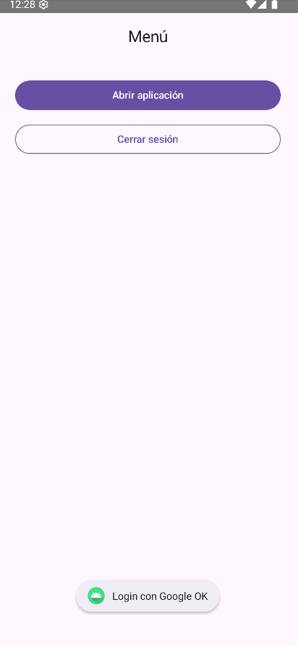 12:28
Menú
Abrir aplicación
Cerrar sesión
Login con Google OK